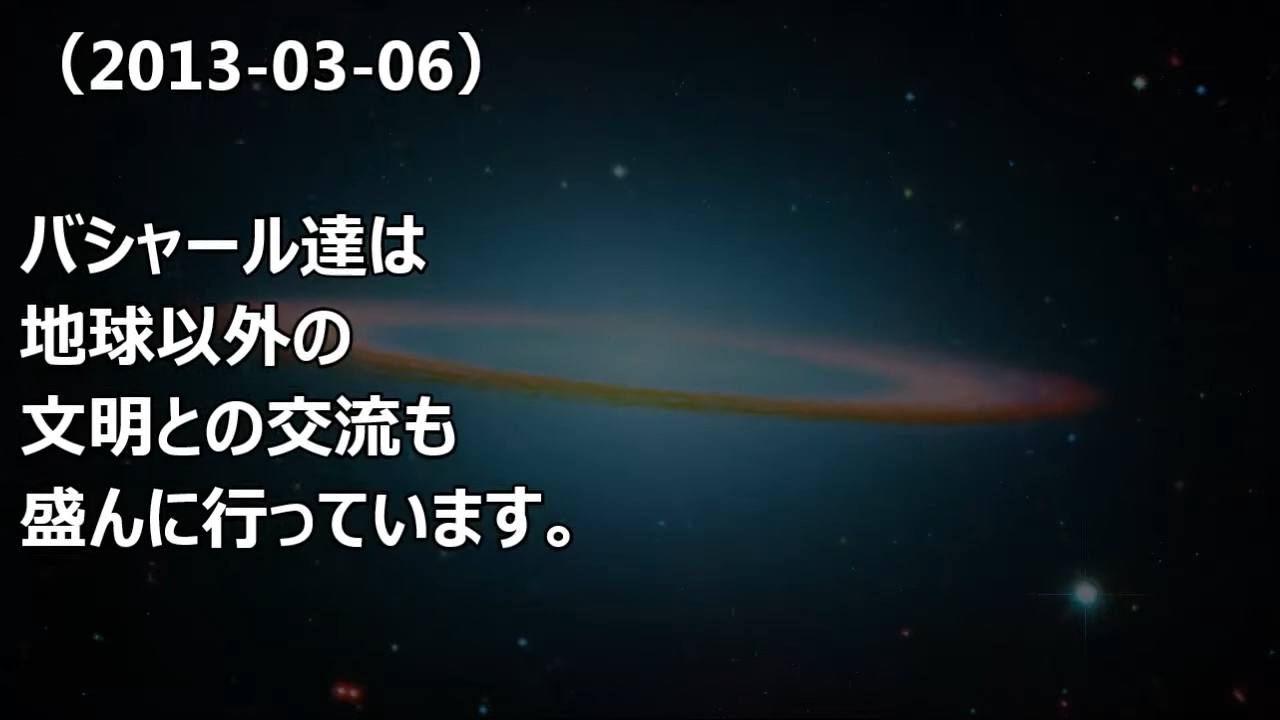 （2013-03-06）
バシャール達は
地球以外の
文明との交流も
盛んに行っています。